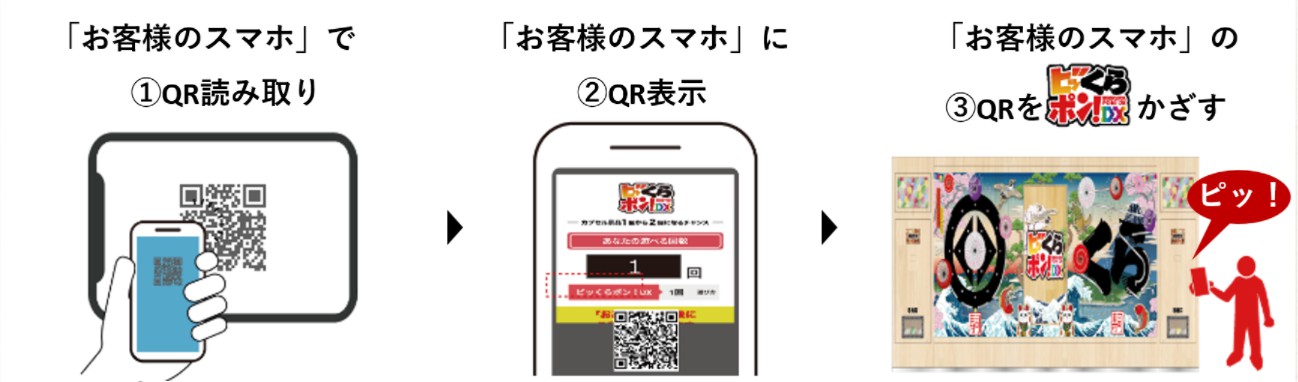 「お客様のスマホ」で
①QR読み取り
「お客様のスマホ」に
②QR表示
ビッくら
ポン!DX
カプセル景品1個から2個になるチャンス
あなたの遊べる回数
1 回
ビッくらポン!DX 1回
「お客様のスマホ」の
③QRをビッくらポン!DXかざす
ビッくら
ポン!DX
くら
ピッ!